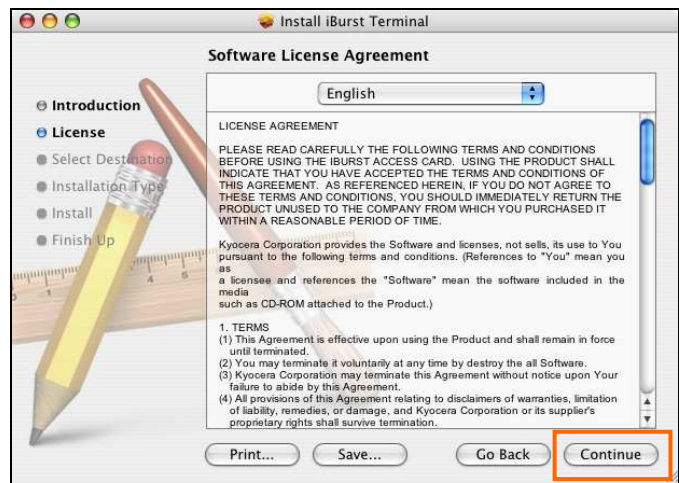 Install iBurst Terminal
Software License Agreement
Introduction
License
Select Destination
Installation Type
Install
Finish Up
English
LICENSE AGREEMENT
PLEASE READ CAREFULLY THE FOLLOWING TERMS AND CONDITIONS
BEFORE USING THE IBURST ACCESS CARD.  USING THE PRODUCT SHALL
INDICATE THAT YOU HAVE ACCEPTED THE TERMS AND CONDITIONS OF
THIS AGREEMENT.  AS REFERENCED HEREIN, IF YOU DO NOT AGREE TO
THESE TERMS AND CONDITIONS, YOU SHOULD IMMEDIATELY RETURN THE
PRODUCT UNUSED TO THE COMPANY FROM WHICH YOU PURCHASED IT
WITHIN A REASONABLE PERIOD OF TIME.
Kyocera Corporation provides the Software and licenses, not sells, its use to You
pursuant to the following terms and conditions. (References to "You" mean you
as
a licensee and references the "Software" mean the software included in the
media
such as CD-ROM attached to the Product.)
1. TERMS
(1) This Agreement is effective upon using the Product and shall remain in force
until terminated.
(2) You may terminate it voluntarily at any time by destroy the all Software.
(3) Kyocera Corporation may terminate this Agreement without notice upon Your
failure to abide by this Agreement.
(4) All provisions of this Agreement relating to disclaimers of warranties, limitation
of liability, remedies, or damage, and Kyocera Corporation or its supplier's
proprietary rights shall survive termination.
Print...
Save...
Go Back
Continue